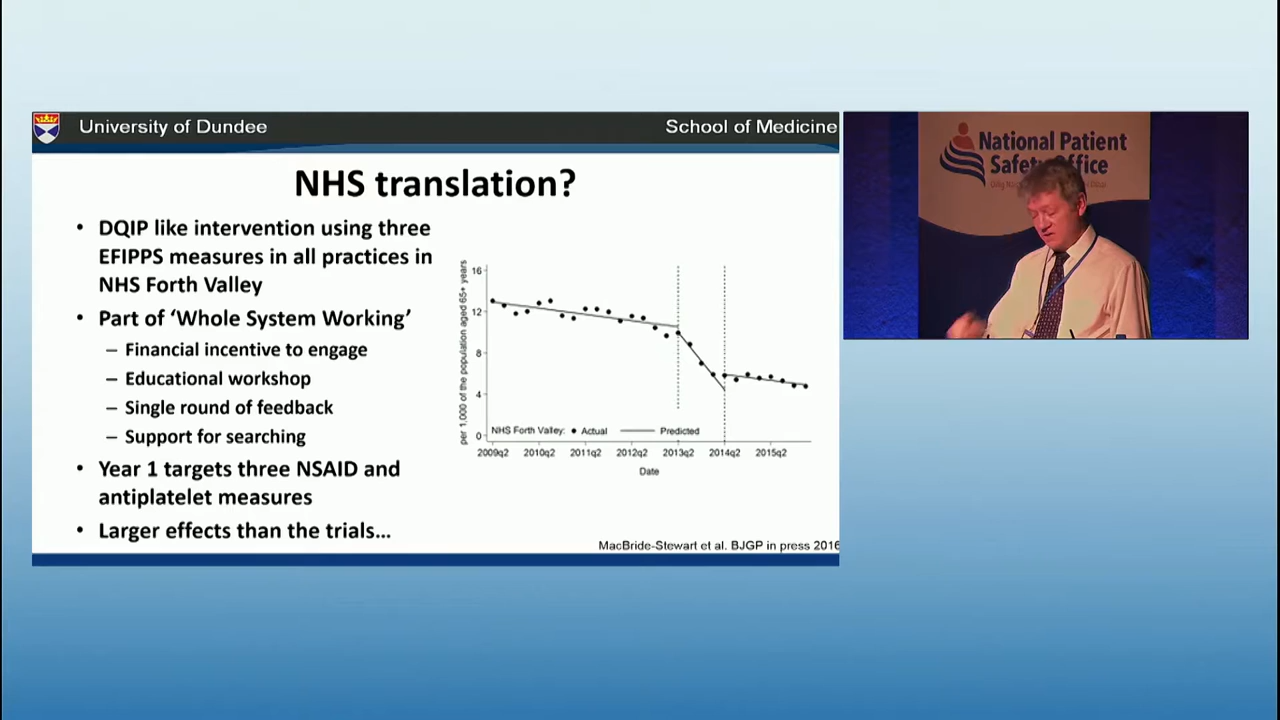 University of Dundee
School of Medicine
NHS translation?
• DQIP like intervention using three
EFIPPS measures in all practices in
NHS Forth Valley
• Part of ‘Whole System Working’
– Financial incentive to engage
– Educational workshop
– Single round of feedback
– Support for searching
• Year 1 targets three NSAID and
antiplatelet measures
• Larger effects than the trials…
per 1,000 of the population aged 65+ years
16
12
8
4
0
NHS Forth Valley: • Actual Predicted
2009q2 2010q2 2011q2 2012q2 2013q2 2014q2 2015q2
Date
MacBride-Stewart et al. BJGP in press 2016
National Patient